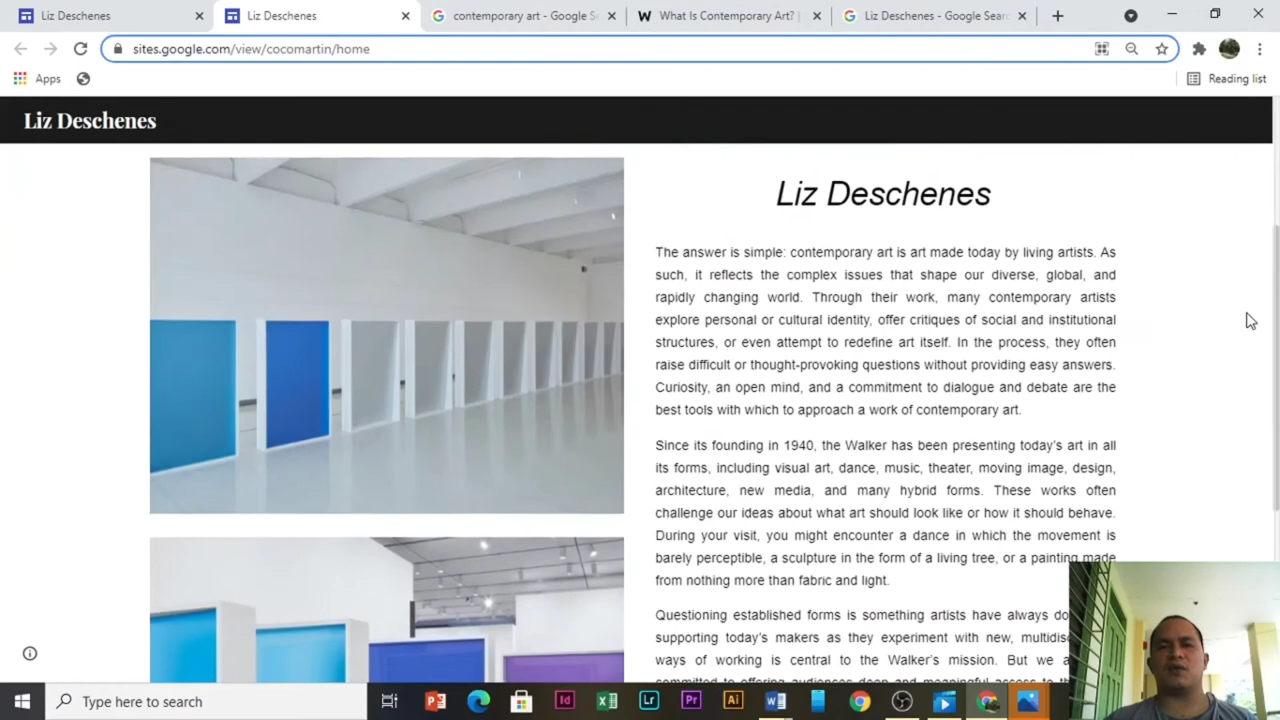 Liz Deschenes
Liz Deschenes
contemporary art - Google S
What Is Contemporary Art? |
Liz Deschenes - Google Sear
sites.google.com/view/cocomartin/home
Apps
Reading list
Liz Deschenes
Liz Deschenes
The answer is simple: contemporary art is art made today by living artists. As
such, it reflects the complex issues that shape our diverse, global, and
rapidly changing world. Through their work, many contemporary artists
explore personal or cultural identity, offer critiques of social and institutional
structures, or even attempt to redefine art itself. In the process, they often
raise difficult or thought-provoking questions without providing easy answers.
Curiosity, an open mind, and a commitment to dialogue and debate are the
best tools with which to approach a work of contemporary art.
Since its founding in 1940, the Walker has been presenting today's art in all
its forms, including visual art, dance, music, theater, moving image, design,
architecture, new media, and many hybrid forms. These works often
challenge our ideas about what art should look like or how it should behave.
During your visit, you might encounter a dance in which the movement is
barely perceptible, a sculpture in the form of a living tree, or a painting made
from nothing more than fabric and light.
Questioning established forms is something artists have always do
supporting today's makers as they experiment with new, multidisc
ways of working is central to the Walker's mission. But we a
Type here to search